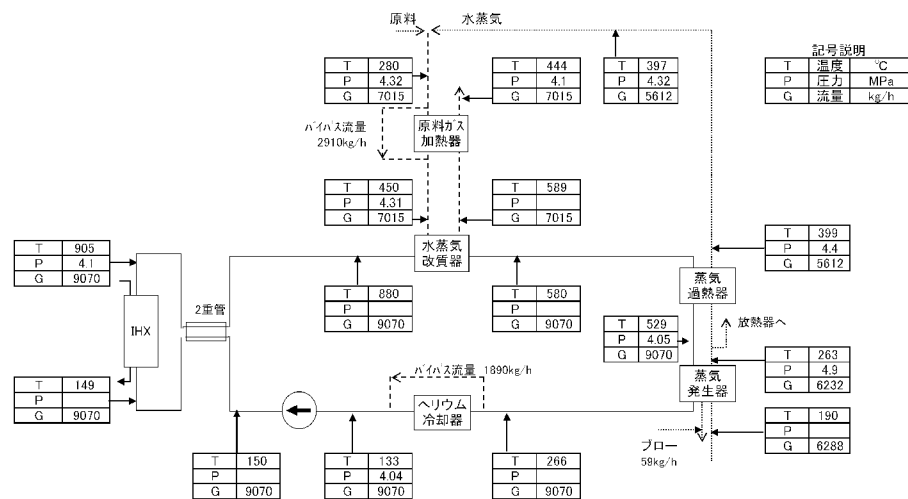 原料 水蒸気
記号説明
T 温度 ℃
P 圧力 MPa
G 流量 kg/h
T 280
P 4.32
G 7015
T 444
P 4.1
G 7015
T 397
P 4.32
G 5612
バイパス流量
2910kg/h
原料ガス
加熱器
T 450
P 4.31
G 7015
T 589
P
G 7015
水蒸気
改質器
T 905
P 4.1
G 9070
IHX
2重管
T 880
P
G 9070
T 580
P
G 9070
T 399
P 4.4
G 5612
蒸気
過熱器
放熱器へ
T 529
P 4.05
G 9070
T 263
P 4.9
G 6232
蒸気
発生器
T 149
P
G 9070
バイパス流量 1890kg/h
ヘリウム
冷却器
T 190
P
G 6288
ブロー
59kg/h
T 150
P
G 9070
T 133
P 4.04
G 9070
T 266
P
G 9070